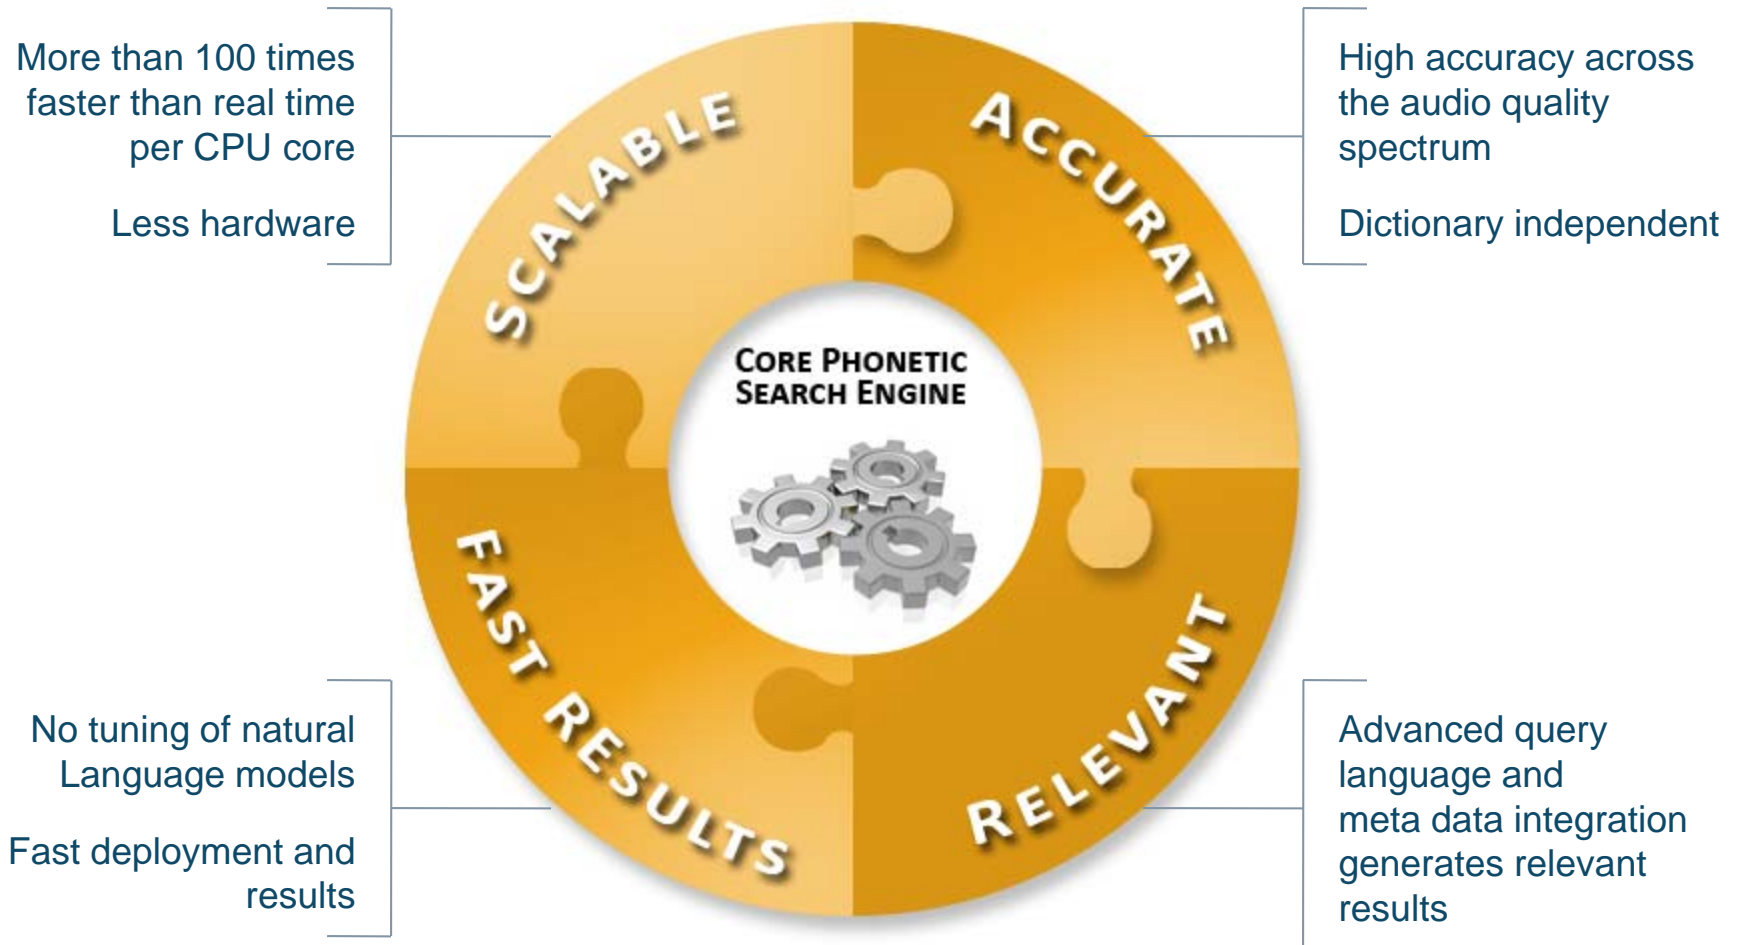 More than 100 times
faster than real time
per CPU core
Less hardware
SCALABLE
ACCURATE
High accuracy across
the audio quality
spectrum
Dictionary independent
CORE PHONETIC
SEARCH ENGINE
No tuning of natural
Language models
Fast deployment and
results
FAST RESULTS
RELEVANT
Advanced query
language and
meta data integration
generates relevant
results